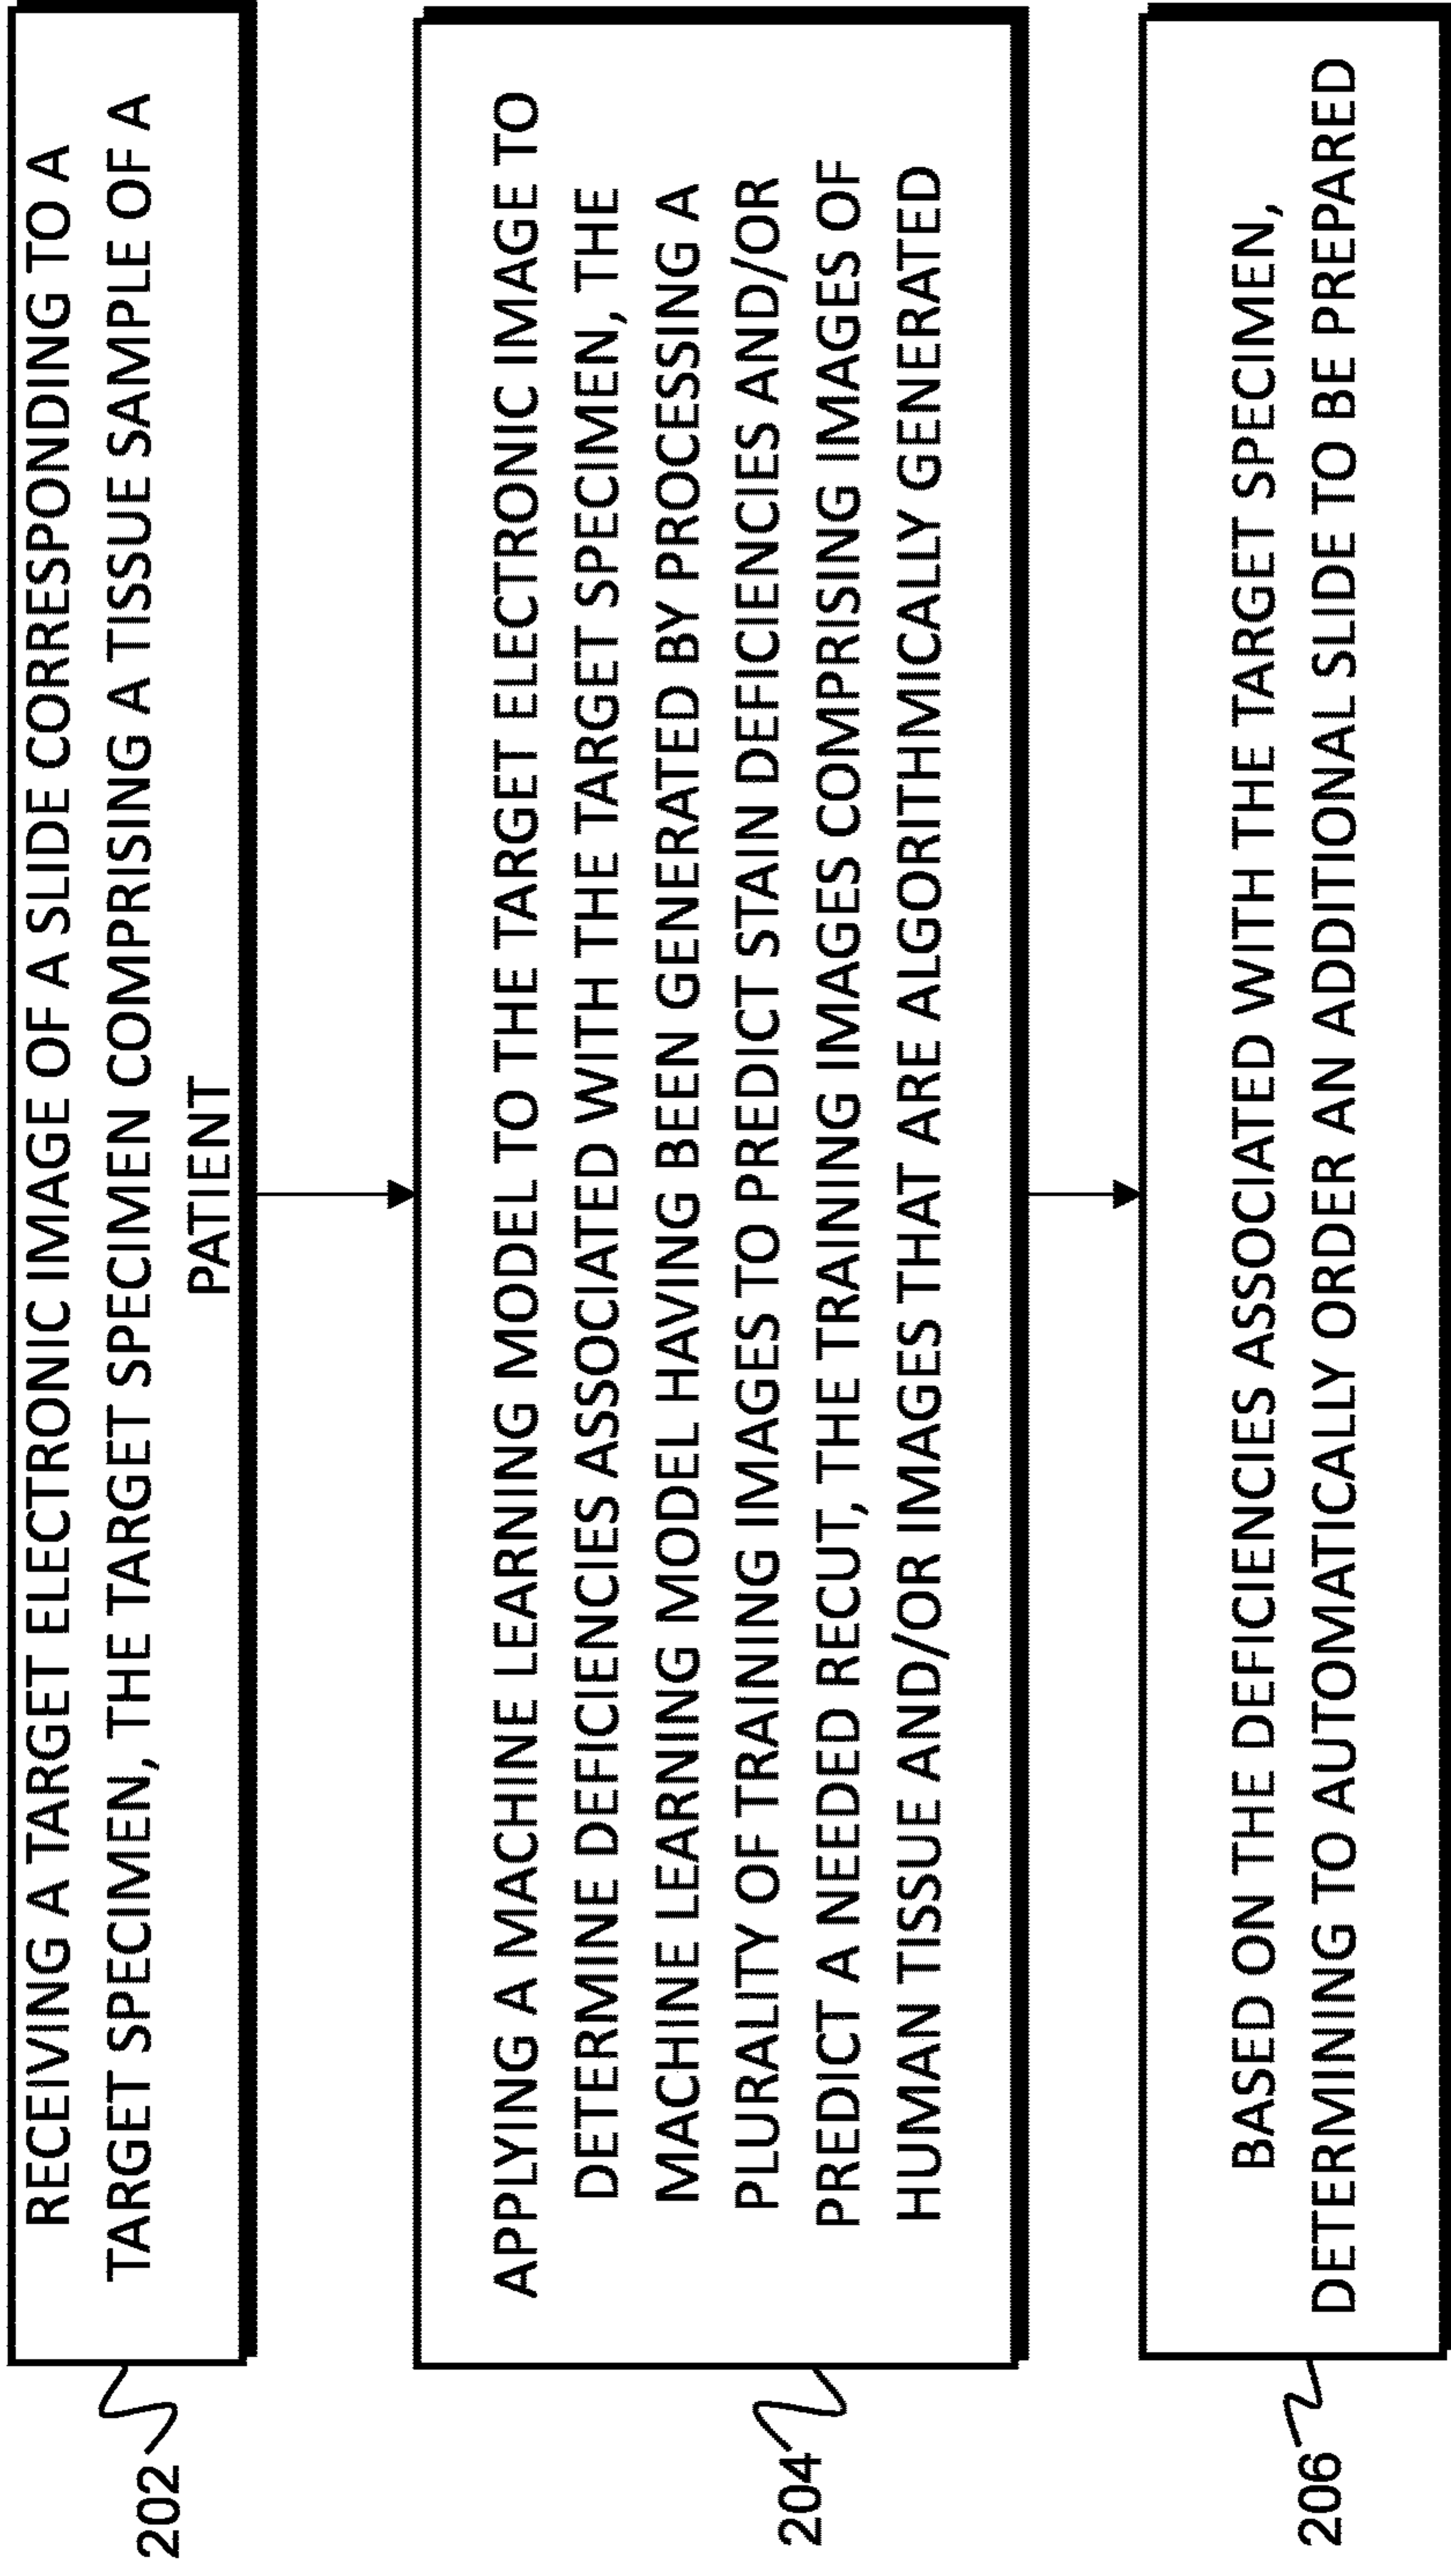 RECEIVING A TARGET ELECTRONIC IMAGE OF A SLIDE CORRESPONDING TO A
TARGET SPECIMEN, THE TARGET SPECIMEN COMPRISING A TISSUE SAMPLE OF A
PATIENT
202
APPLYING A MACHINE LEARNING MODEL TO THE TARGET ELECTRONIC IMAGE TO
DETERMINE DEFICIENCIES ASSOCIATED WITH THE TARGET SPECIMEN, THE
MACHINE LEARNING MODEL HAVING BEEN GENERATED BY PROCESSING A
PLURALITY OF TRAINING IMAGES TO PREDICT STAIN DEFICIENCIES AND/OR
PREDICT A NEEDED RECUT, THE TRAINING IMAGES COMPRISING IMAGES OF
HUMAN TISSUE AND/OR IMAGES THAT ARE ALGORITHMICALLY GENERATED
204
BASED ON THE DEFICIENCIES ASSOCIATED WITH THE TARGET SPECIMEN,
DETERMINING TO AUTOMATICALLY ORDER AN ADDITIONAL SLIDE TO BE PREPARED
206